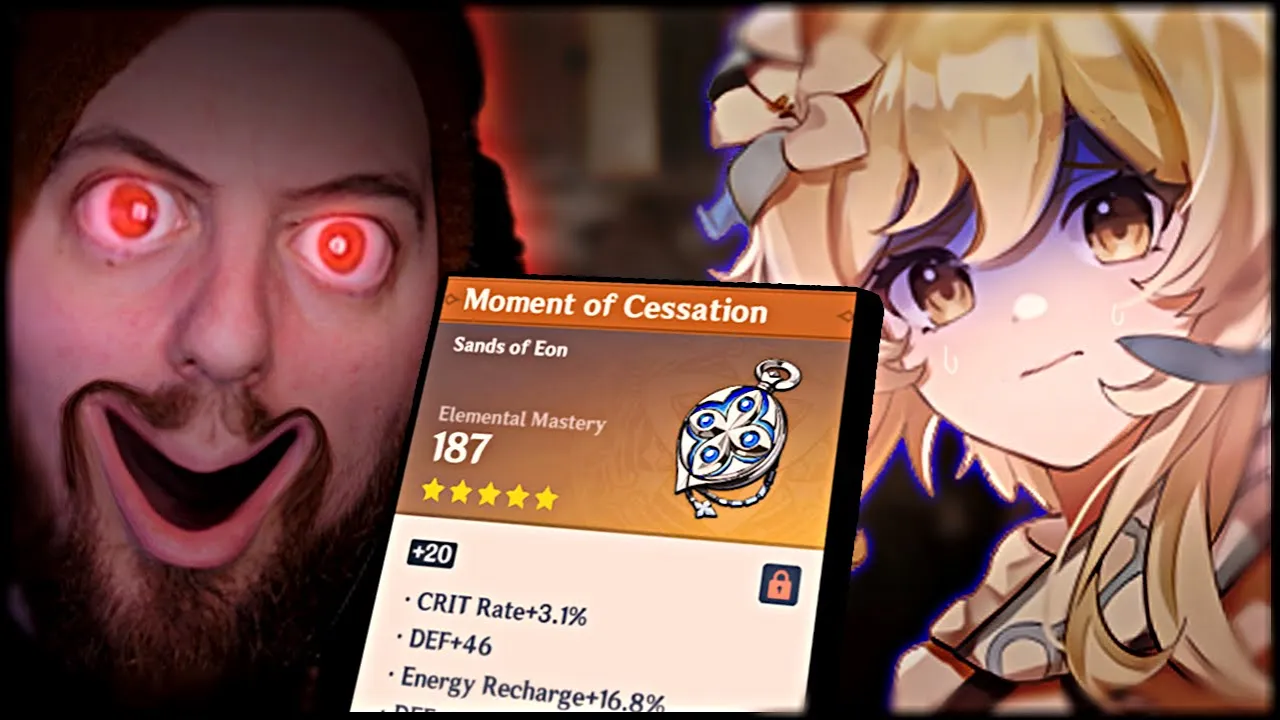 Moment of Cessation
Sands of Eon
Elemental Mastery
187
+20
· CRIT Rate+3.1%
· DEF+46
· Energy Recharge+16.8%
· DEF